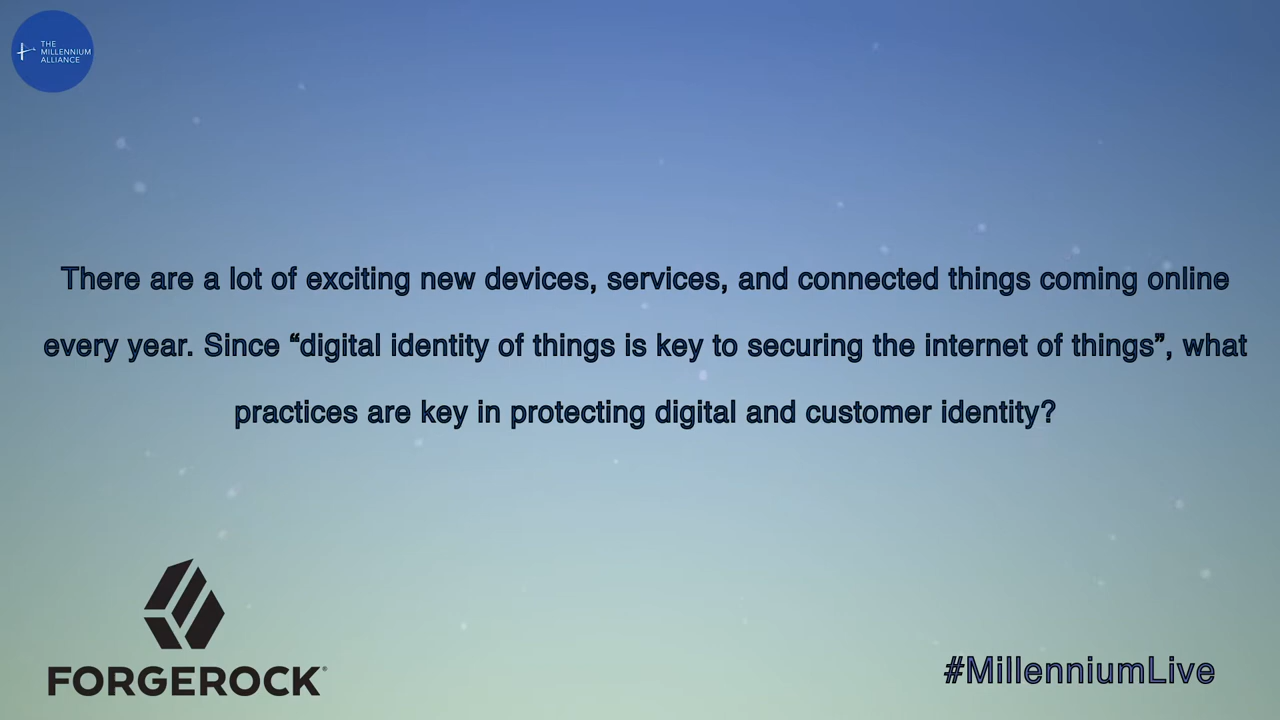 THE
MILLENNIUM
ALLIANCE
There are a lot of exciting new devices, services, and connected things coming online
every year. Since “digital identity of things is key to securing the internet of things”, what
practices are key in protecting digital and customer identity?
FORGEROCK®
#MillenniumLive